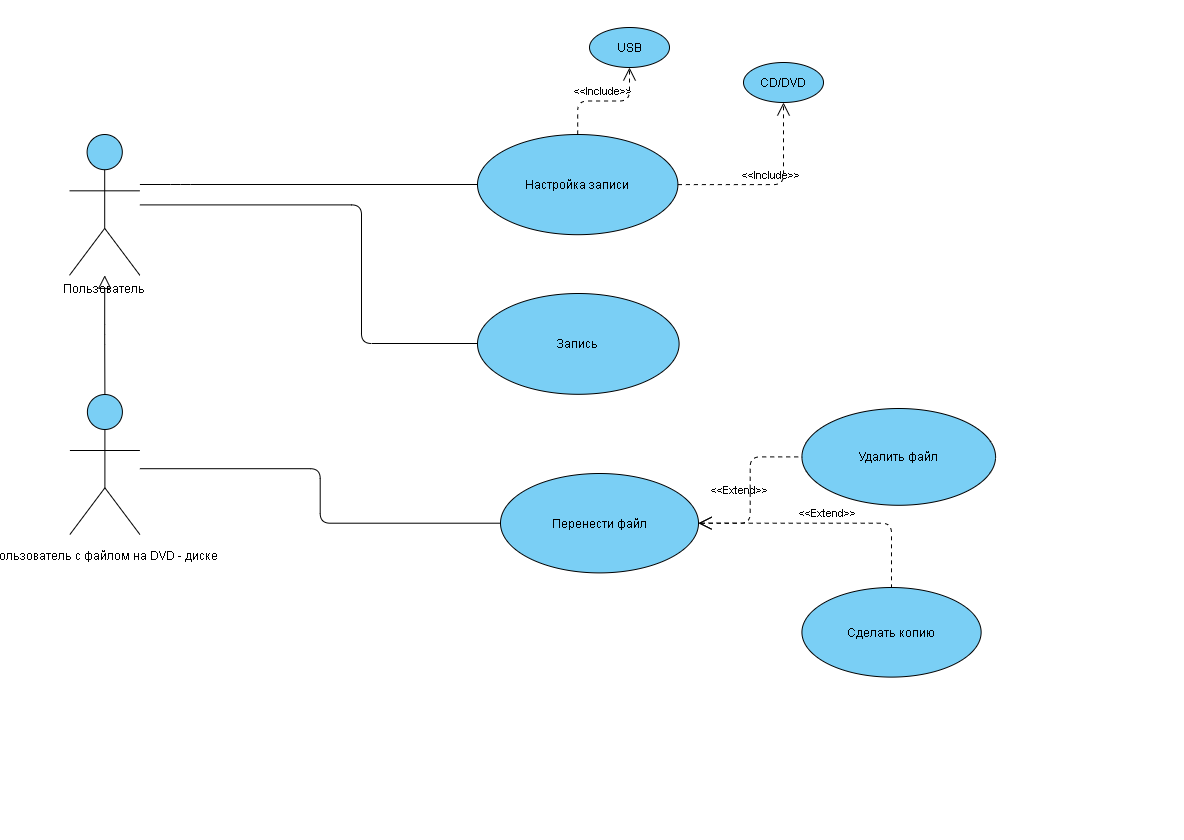 USB
<<Include>>
CD/DVD
<<Include>>
Настройка записи
Пользователь
Запись
Удалить файл
<<Extend>>
<<Extend>>
Перенести файл
ользователь с файлом на DVD - диске
Сделать копию